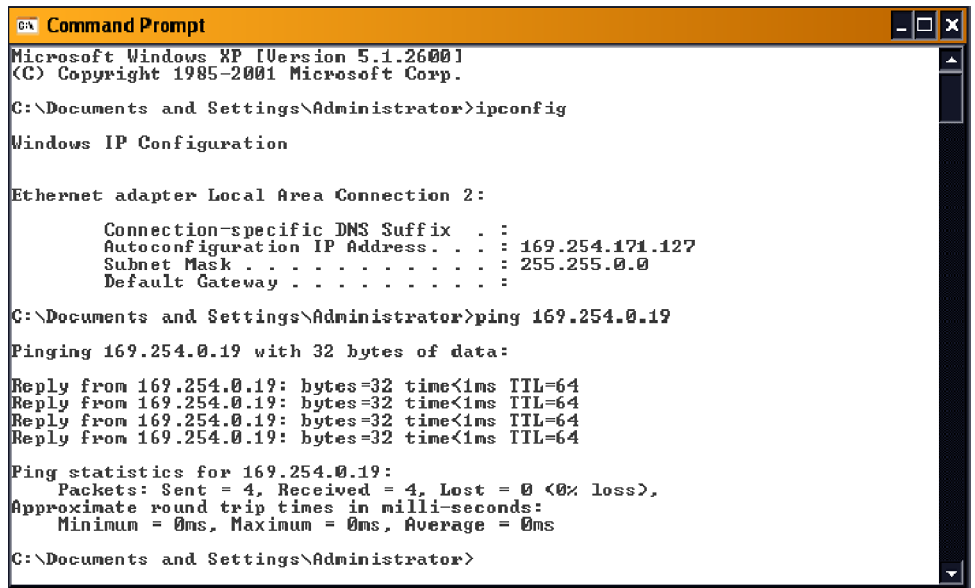 Command Prompt
Microsoft Windows XP [Version 5.1.2600]
(C) Copyright 1985-2001 Microsoft Corp.
C:\Documents and Settings\Administrator>ipconfig
Windows IP Configuration
Ethernet adapter Local Area Connection 2:
Connection-specific DNS Suffix . :
Autoconfiguration IP Address. . . : 169.254.171.127
Subnet Mask . . . . . . . . . . . : 255.255.0.0
Default Gateway . . . . . . . . . :
C:\Documents and Settings\Administrator>ping 169.254.0.19
Pinging 169.254.0.19 with 32 bytes of data:
Reply from 169.254.0.19: bytes=32 time<1ms TTL=64
Reply from 169.254.0.19: bytes=32 time<1ms TTL=64
Reply from 169.254.0.19: bytes=32 time<1ms TTL=64
Reply from 169.254.0.19: bytes=32 time<1ms TTL=64
Ping statistics for 169.254.0.19:
Packets: Sent = 4, Received = 4, Lost = 0 (0% loss),
Approximate round trip times in milli-seconds:
Minimum = 0ms, Maximum = 0ms, Average = 0ms
C:\Documents and Settings\Administrator>